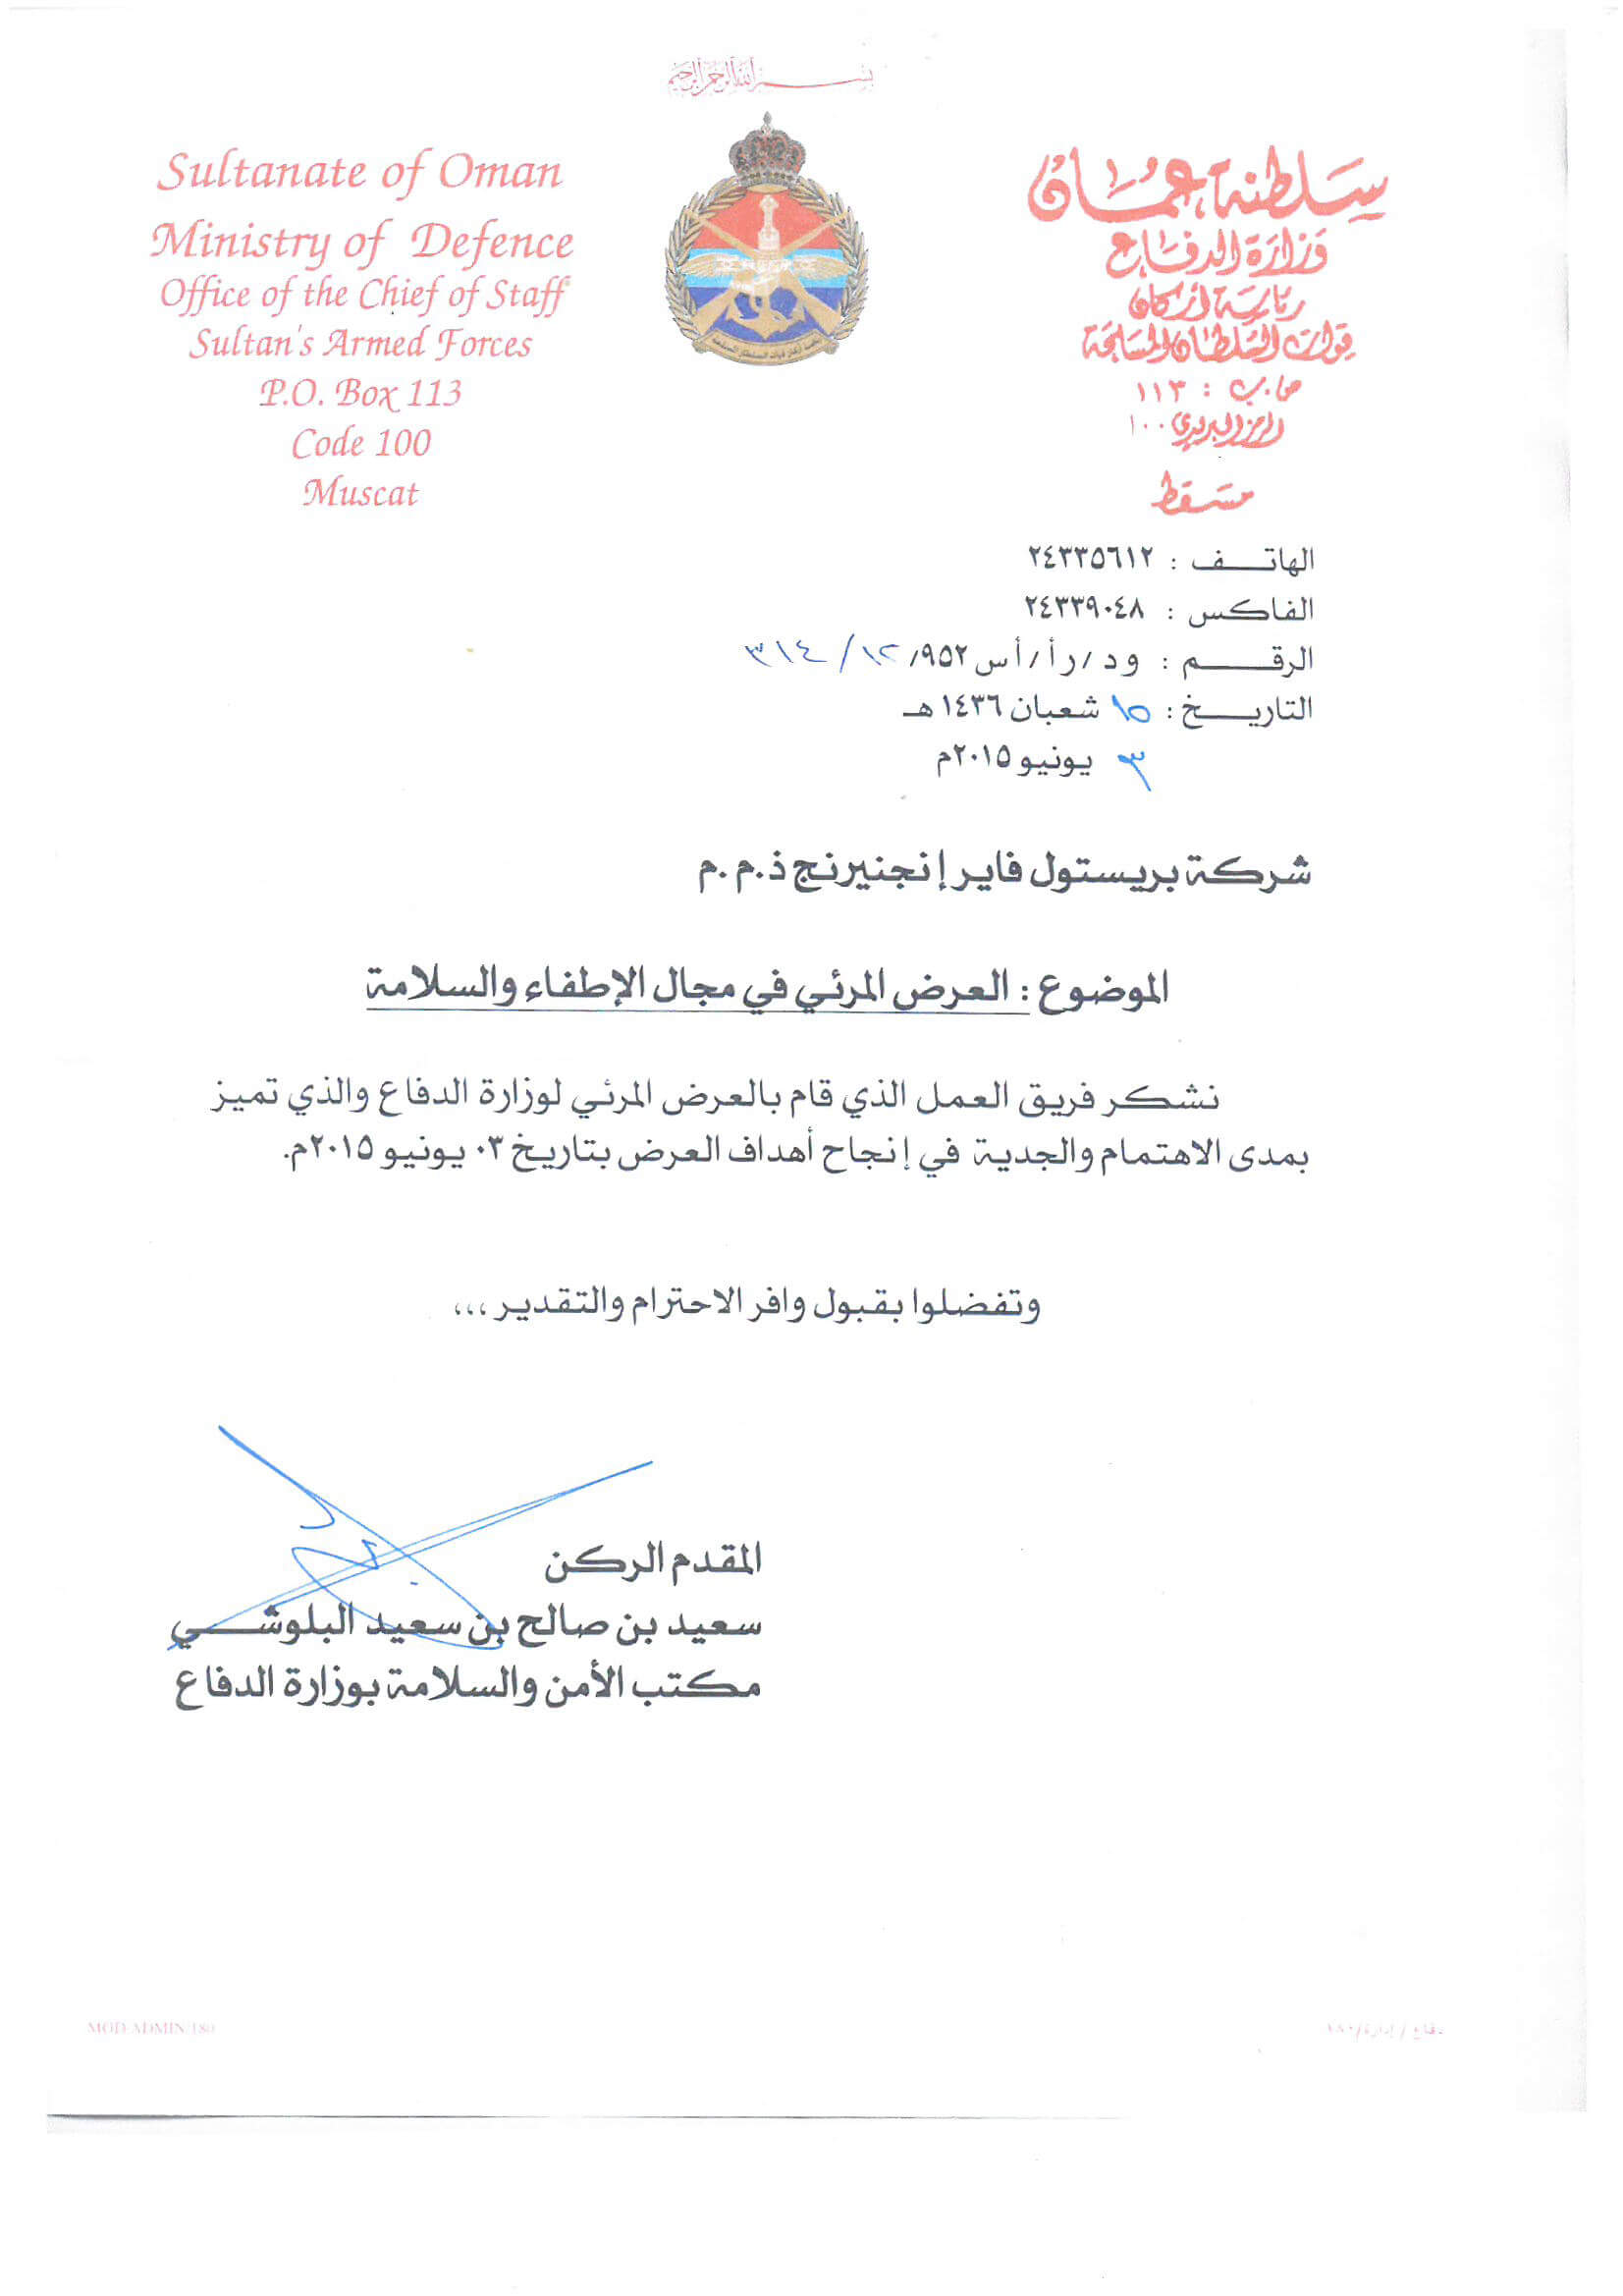 بسم الله الرحمن الرحيم
Sultanate of Oman
Ministry of Defence
Office of the Chief of Staff
Sultan's Armed Forces
P.O. Box 113
Code 100
Muscat
سلطنة عمان
وزارة الدفاع
رئاسة أركان
قوات السلطان المسلحة
ص.ب : ١١٣
الرمز البريدي ١٠٠
مسقط
الهاتف : ٢٤٣٣٥٦١٢
الفاكس : ٢٤٣٣٩٠٤٨
الرقم : ود/رأ/أس ٩٥٢/ ١٢/ ٣١٤
التاريخ : ١٥ شعبان ١٤٣٦هـ
٣ يونيو ٢٠١٥م
شركة بريستول فاير إنجنيرنج ذ.م.م
الموضوع : العرض المرئي في مجال الإطفاء والسلامة
نشكر فريق العمل الذي قام بالعرض المرئي لوزارة الدفاع والذي تميز
بمدى الاهتمام والجدية في إنجاح أهداف العرض بتاريخ ٠٣ يونيو ٢٠١٥م.
وتفضلوا بقبول وافر الاحترام والتقدير ،،،
المقدم الركن
سعيد بن صالح بن سعيد البلوشي
مكتب الأمن والسلامة بوزارة الدفاع
MOD ADMIN/180
دفاع / إدارة/١٨٠